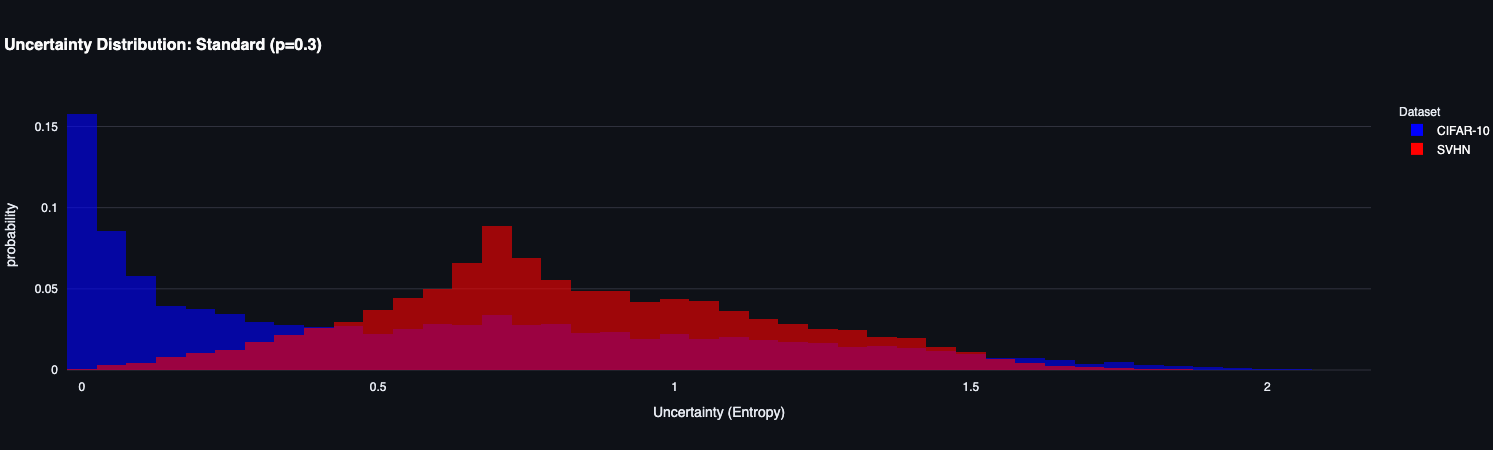 Uncertainty Distribution: Standard (p=0.3)
Dataset
CIFAR-10
SVHN
probability
0.15
0.1
0.05
0
0
0.5
1
1.5
2
Uncertainty (Entropy)